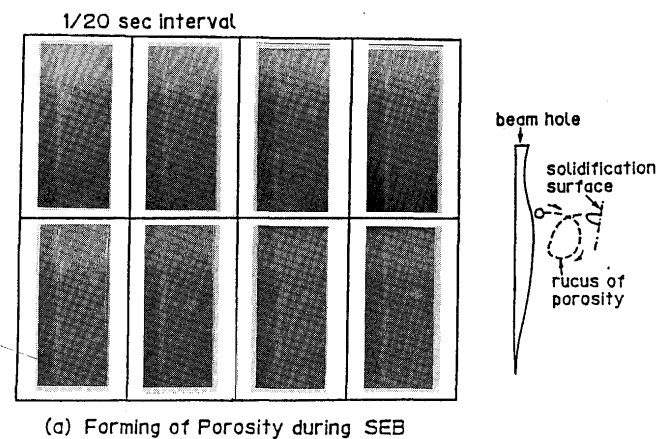 1/20 sec interval
beam hole
solidification
surface
rucus of
porosity
(a) Forming of Porosity during SEB